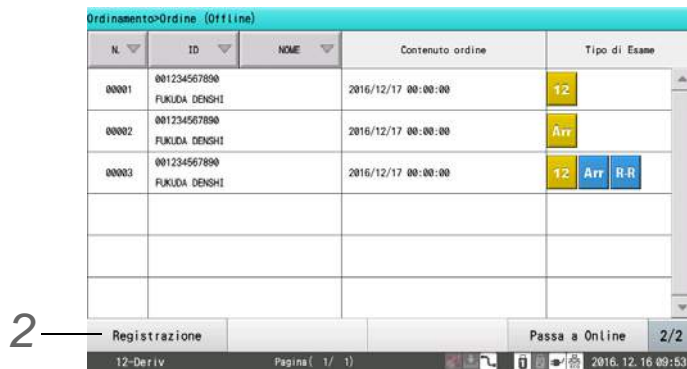 Ordinamento>Ordine (Offline)
N. ID NOME Contenuto ordine Tipo di Esame
00001 001234567890 2016/12/17 00:00:00 12
FUKUDA DENSHI
00002 001234567890 2016/12/17 00:00:00 Arr
FUKUDA DENSHI
00003 001234567890 2016/12/17 00:00:00 12 Arr R-R
FUKUDA DENSHI
2 Registrazione Passa a Online 2/2
12-Deriv Pagina( 1/ 1) 2016.12.16 09:53